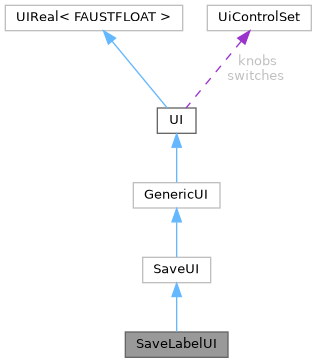 UIReal< FAUSTFLOAT >
UiControlSet
knobs
switches
UI
GenericUI
SaveUI
SaveLabelUI